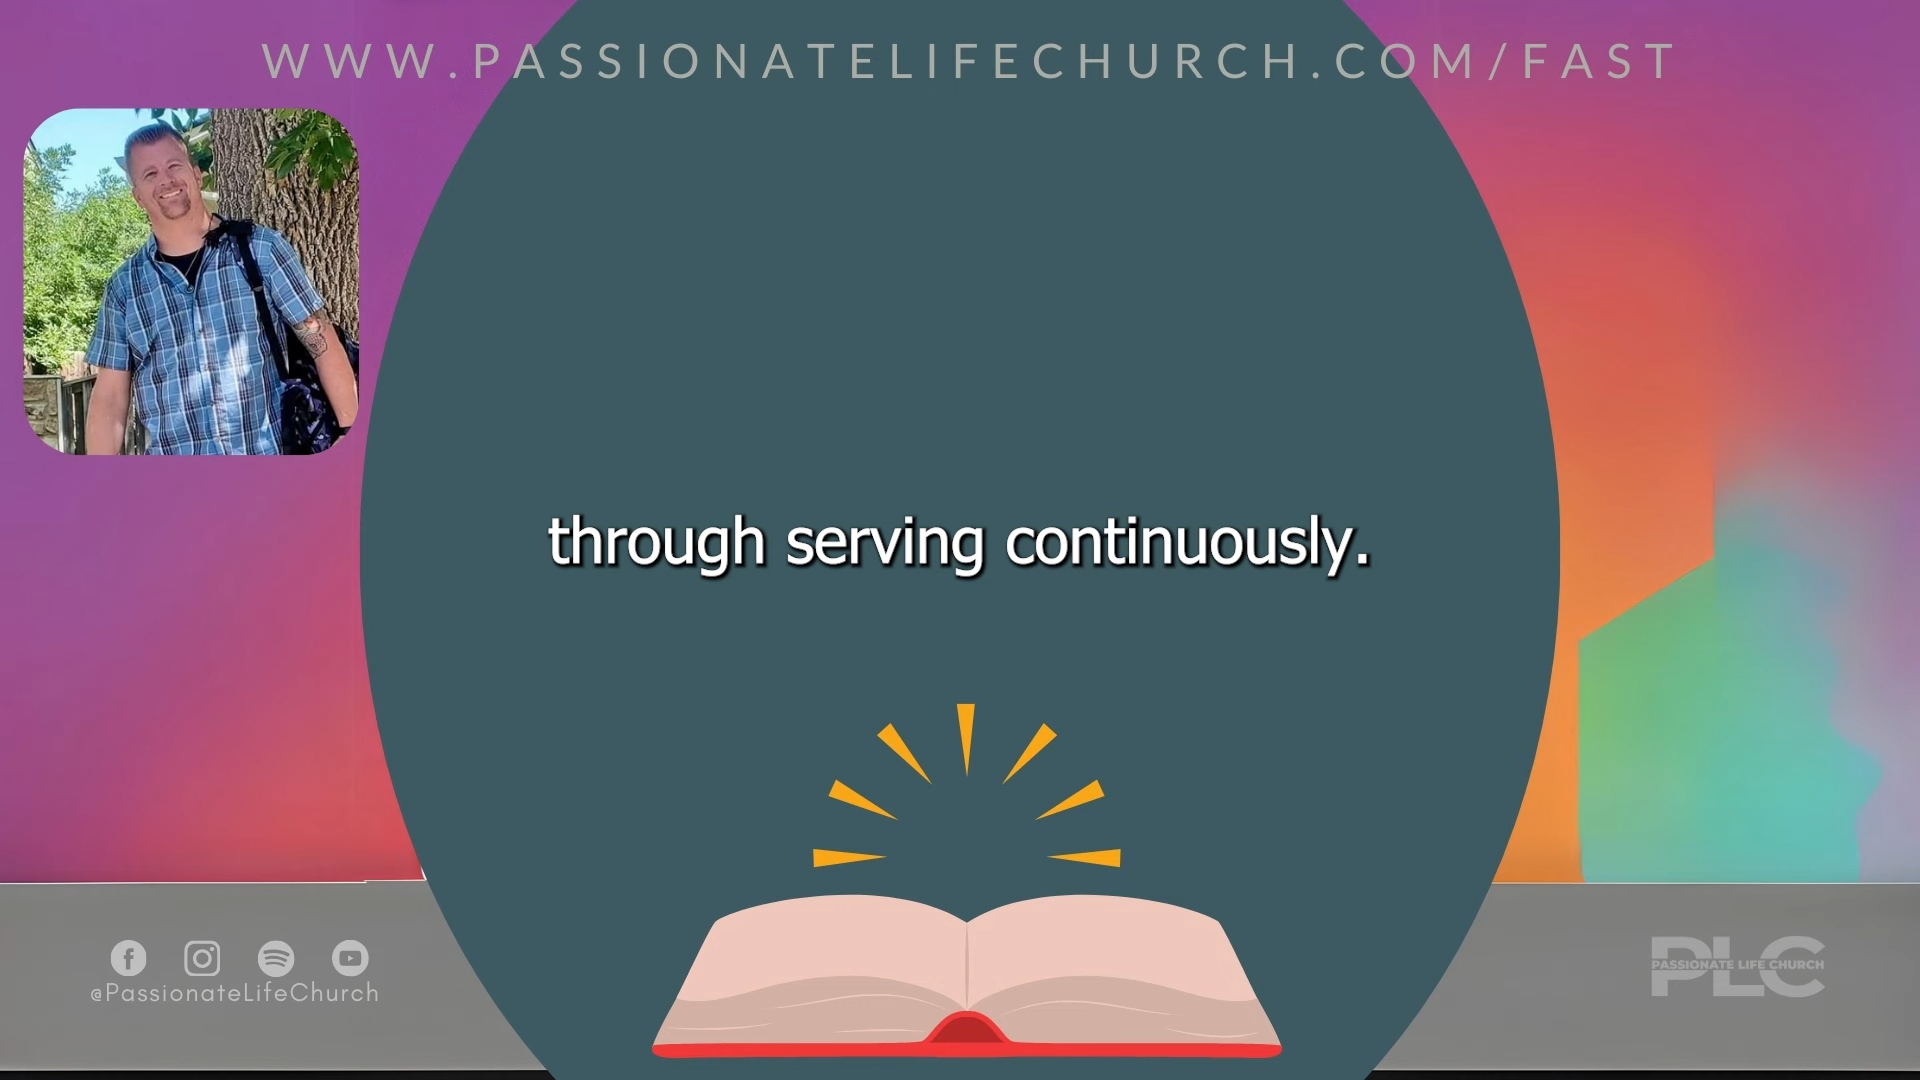 WWW.PASSIONATELIFECHURCH.COM/FAST
through serving continuously.
@PassionateLifeChurch
PLC
PASSIONATE LIFE CHURCH